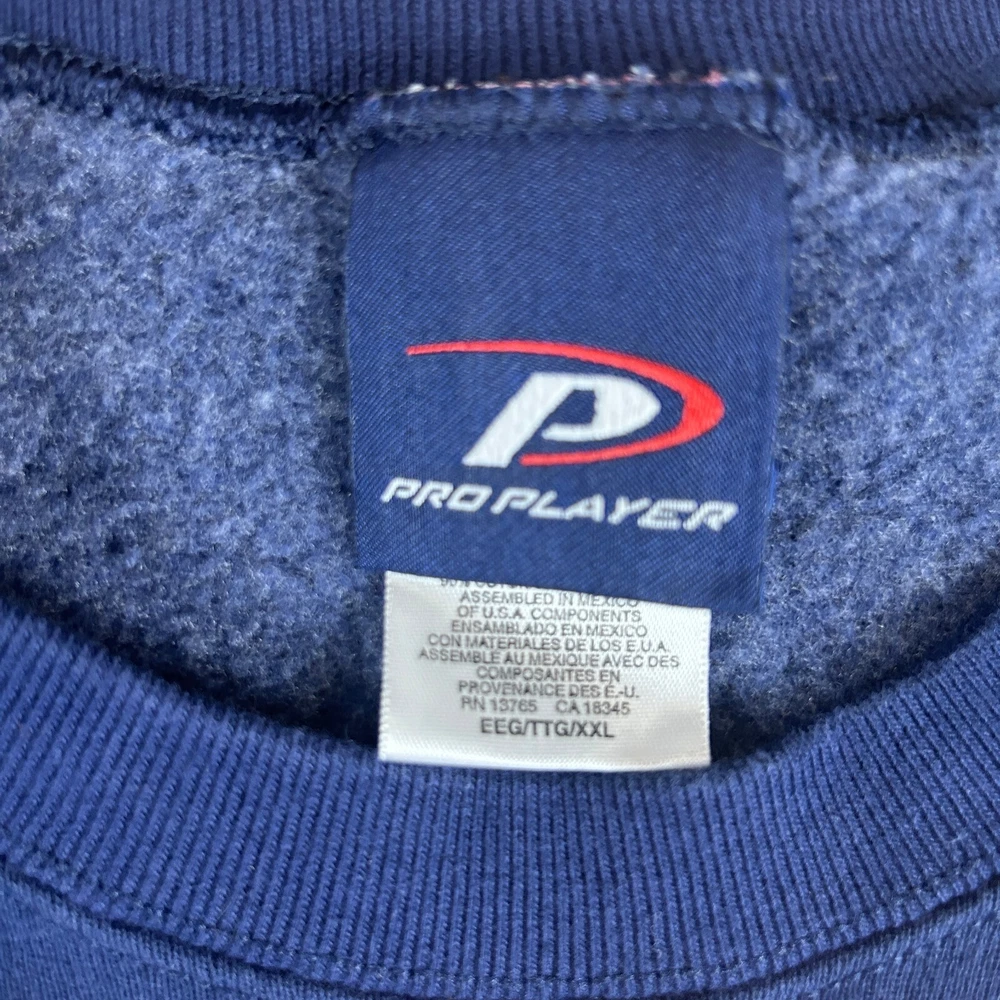 PRO PLAYER
ASSEMBLED IN MEXICO
OF U.S.A. COMPONENTS
ENSAMBLADO EN MEXICO
CON MATERIALES DE LOS E.U.A.
ASSEMBLE AU MEXIQUE AVEC DES
COMPOSANTES EN
PROVENANCE DES É.-U.
RN 13765 CA 18345
EEG/TTG/XXL